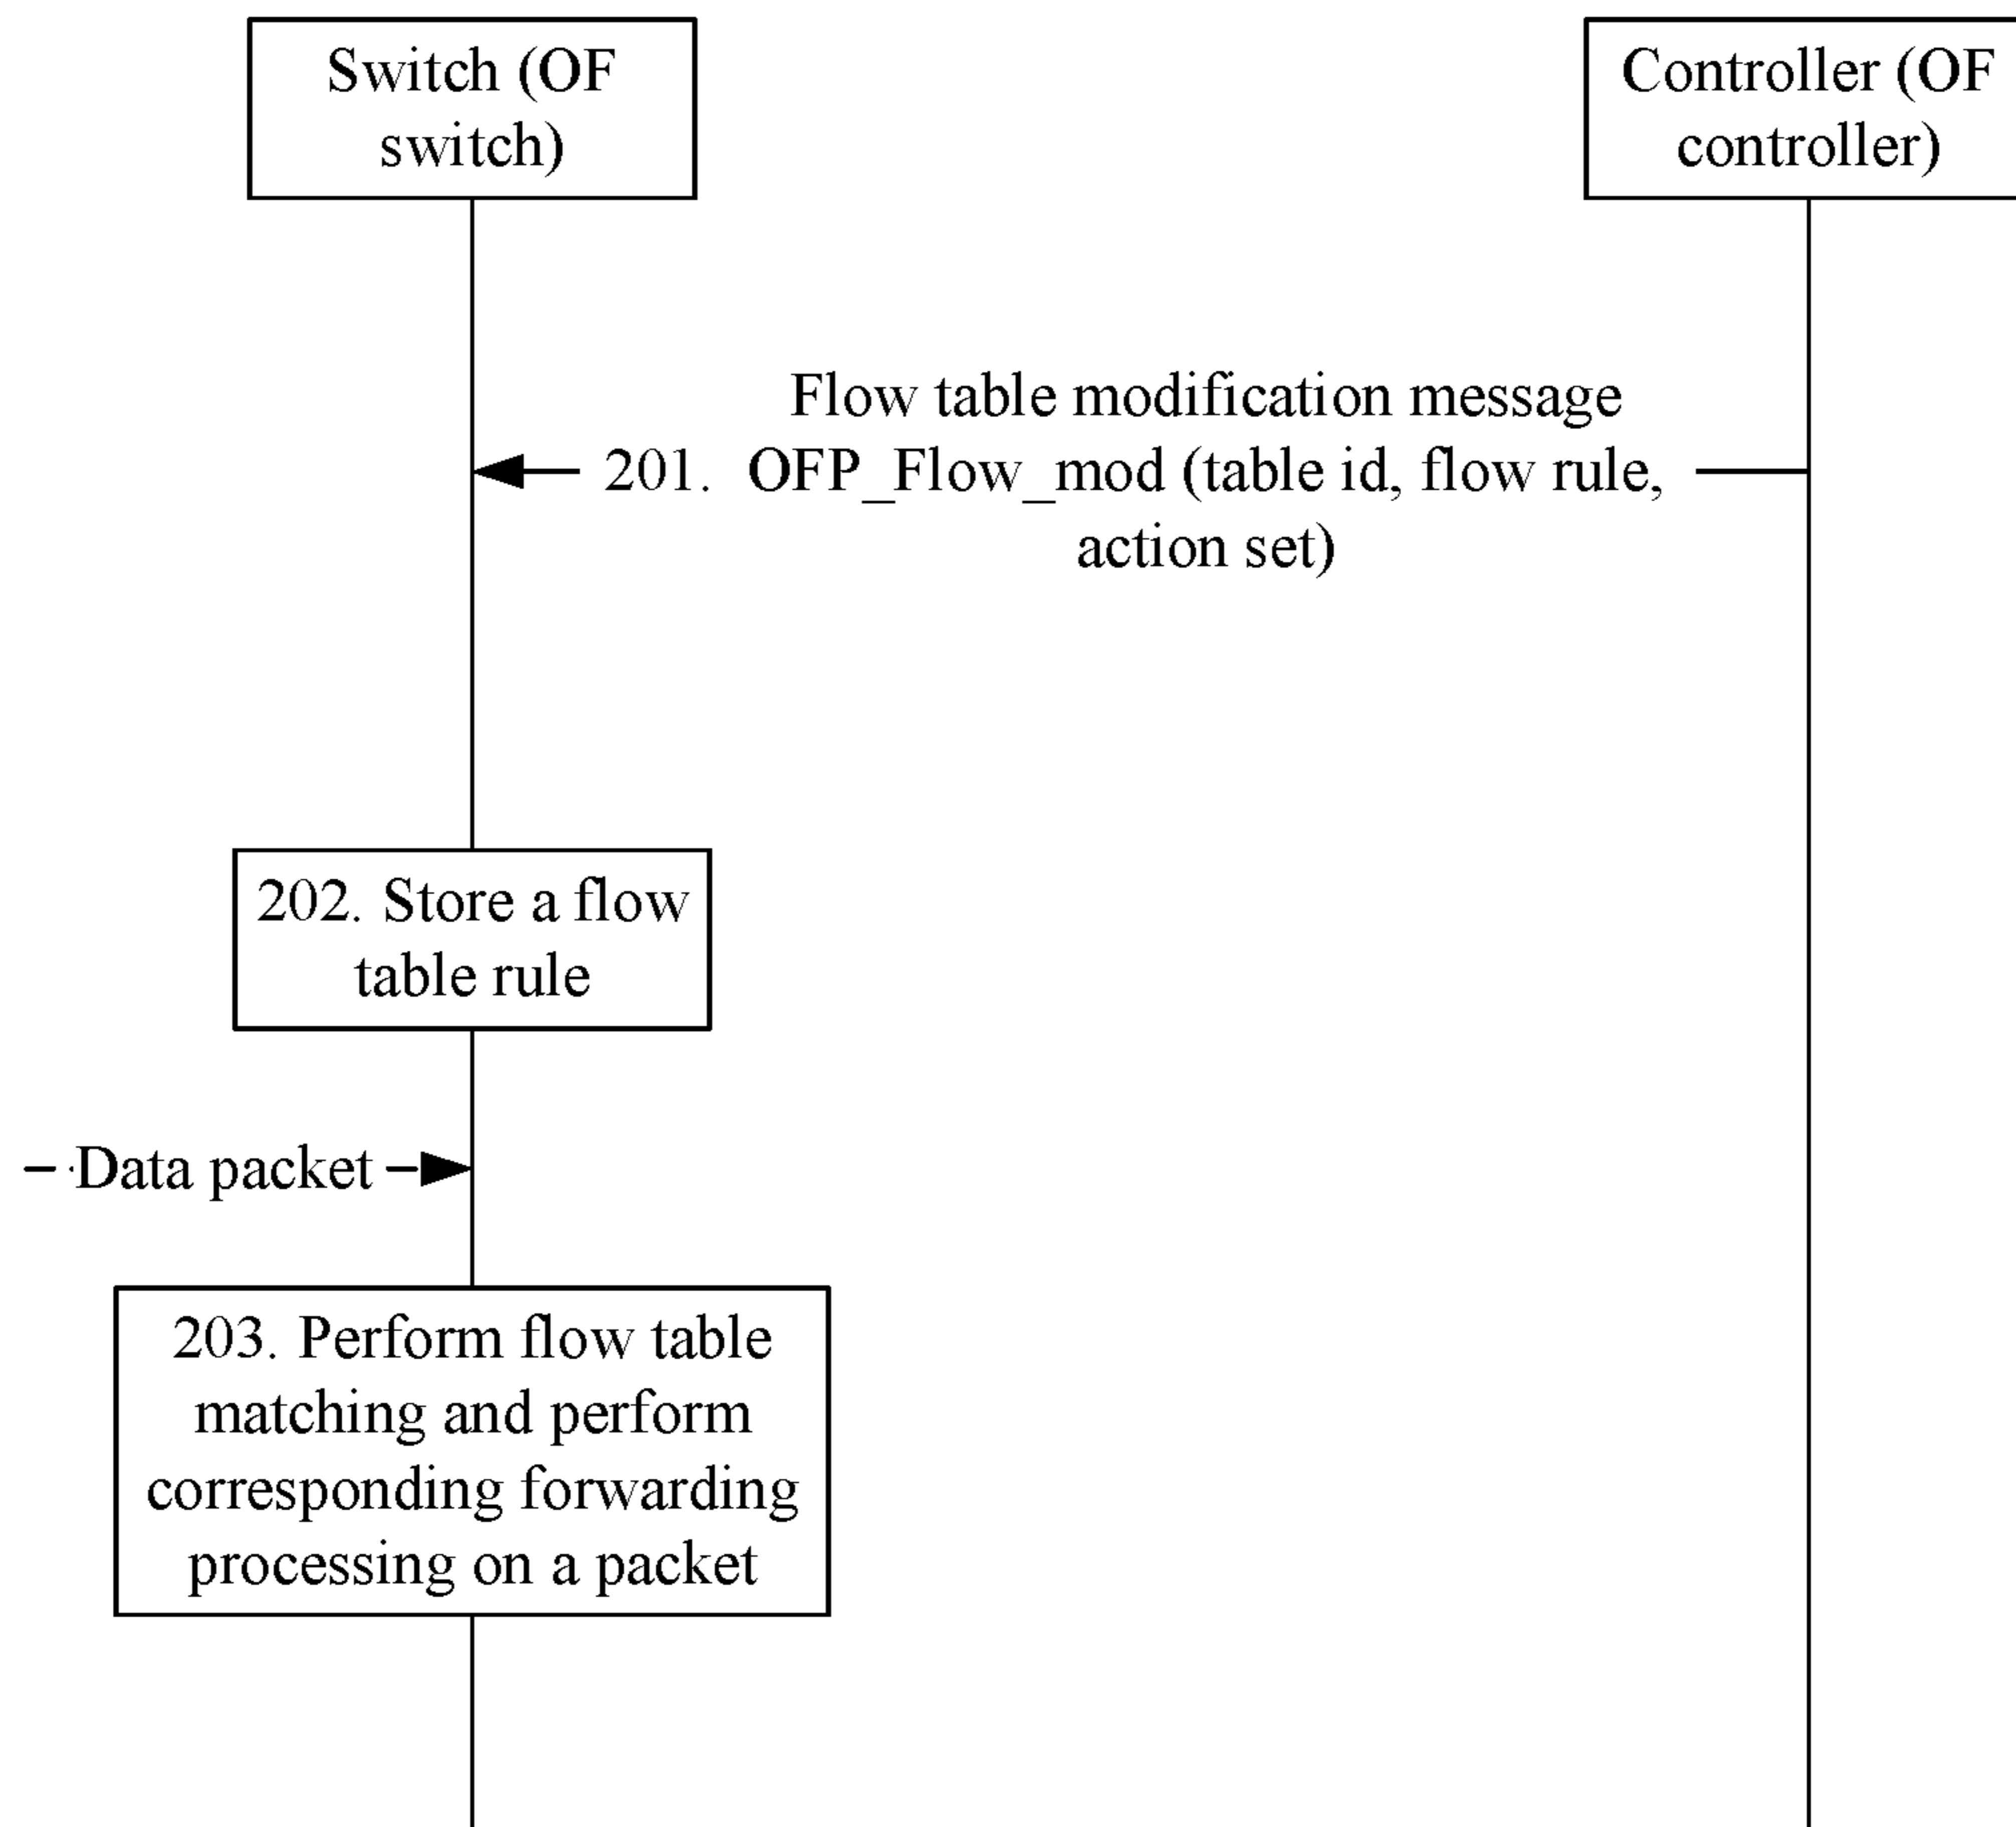 Switch (OF
switch)
Controller (OF
controller)
Flow table modification message
201. OFP_Flow_mod (table id, flow rule,
action set)
202. Store a flow
table rule
Data packet
203. Perform flow table
matching and perform
corresponding forwarding
processing on a packet